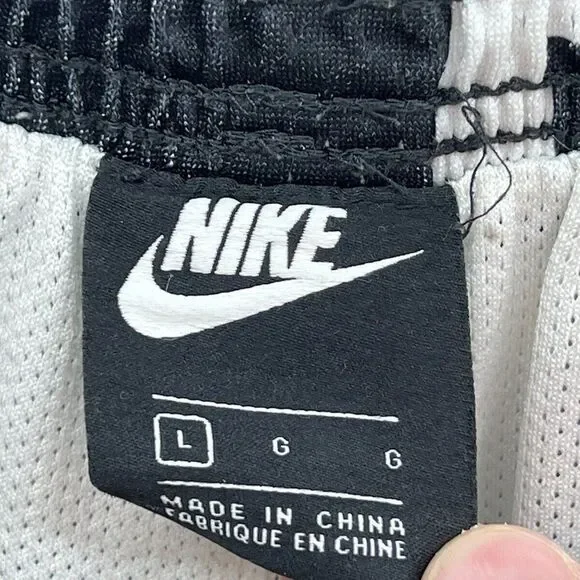 NIKE
L G G
MADE IN CHINA
FABRIQUE EN CHINE